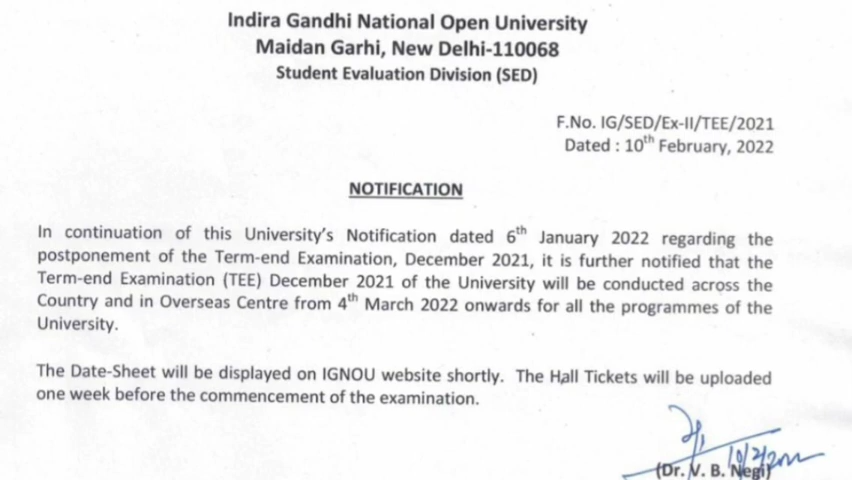 Indira Gandhi National Open University
Maidan Garhi, New Delhi-110068
Student Evaluation Division (SED)
F.No. IG/SED/Ex-II/TEE/2021
Dated : 10th February, 2022
NOTIFICATION
In continuation of this University's Notification dated 6th January 2022 regarding the
postponement of the Term-end Examination, December 2021, it is further notified that the
Term-end Examination (TEE) December 2021 of the University will be conducted across the
Country and in Overseas Centre from 4th March 2022 onwards for all the programmes of the
University.
The Date-Sheet will be displayed on IGNOU website shortly. The Hall Tickets will be uploaded
one week before the commencement of the examination.
(Dr. V. B. Negi)